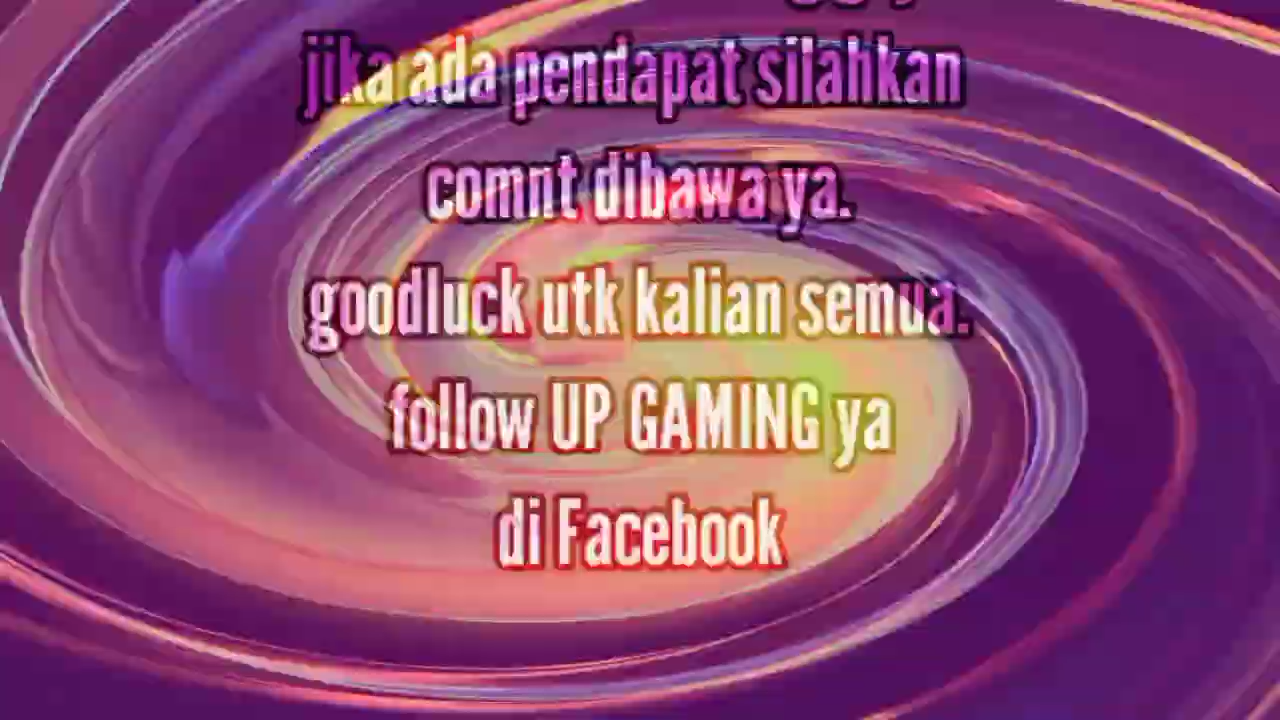 jika ada pendapat silahkan
comnt dibawa ya.
goodluck utk kalian semua.
follow UP GAMING ya
di Facebook